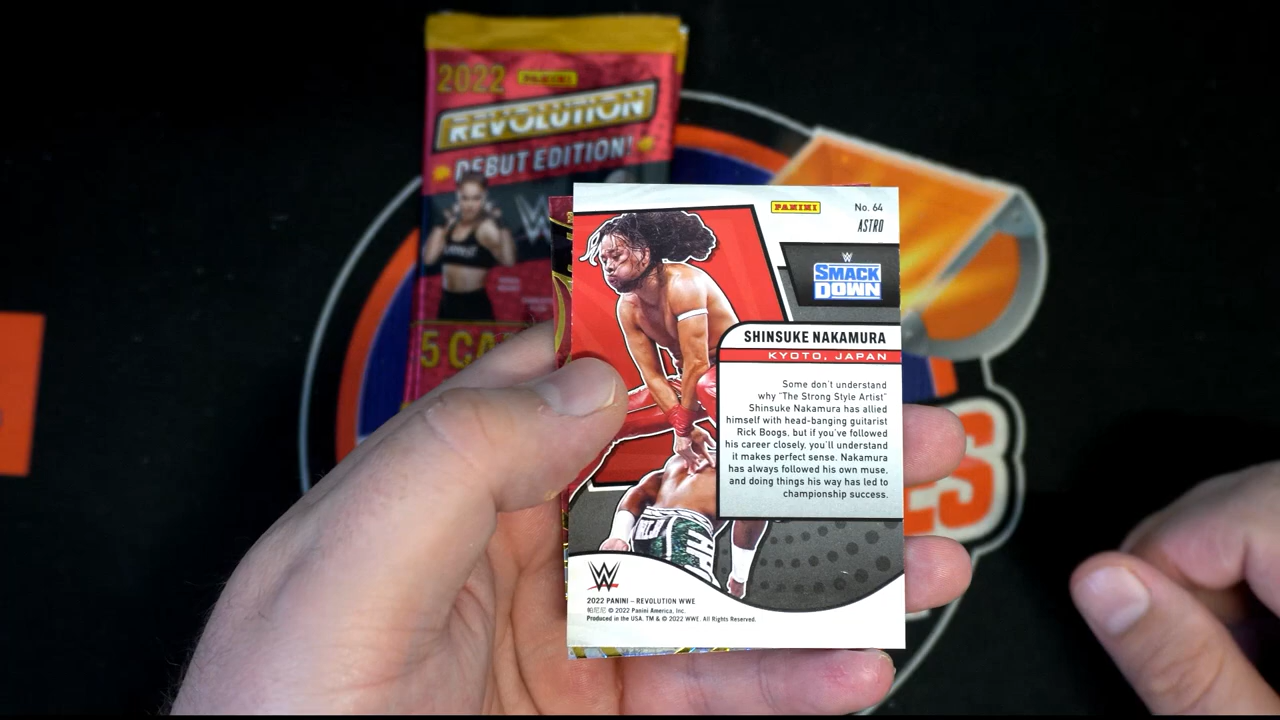 2022 PANINI
REVOLUTION
DEBUT EDITION!
W
5 CA
PANINI
No. 64
ASTRO
W
SMACK
DOWN
SHINSUKE NAKAMURA
KYOTO, JAPAN
Some don't understand
why "The Strong Style Artist"
Shinsuke Nakamura has allied
himself with head-banging guitarist
Rick Boogs, but if you've followed
his career closely, you'll understand
it makes perfect sense. Nakamura
has always followed his own muse,
and doing things his way has led to
championship success.
W
2022 PANINI – REVOLUTION WWE
帕尼尼 © 2022 Panini America, Inc.
Produced in the USA. TM & © 2022 WWE. All Rights Reserved.
ES